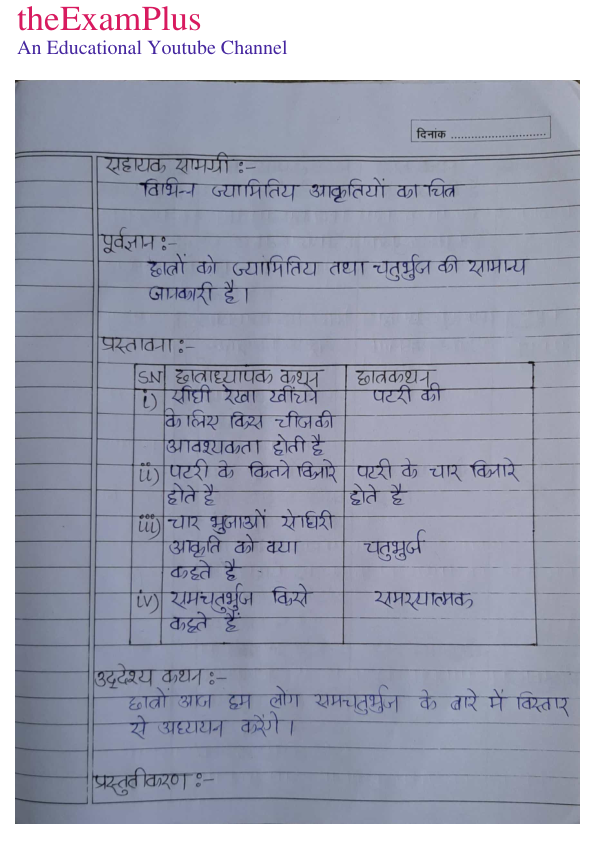 theExamPlus
An Educational Youtube Channel
दिनांक ............................
सहायक सामग्री :-
विभिन्न ज्यामितिय आकृतियों का चित्र
पूर्वज्ञान :-
छात्रों को ज्यामितिय तथा चतुर्भुज की सामान्य
जानकारी है।
प्रस्तावना :-
SN छात्राध्यापक कथन छात्रकथन
i) सीधी रेखा खींचने पटरी की
के लिए किस चीज की
आवश्यकता होती है
ii) पटरी के कितने किनारे पटरी के चार किनारे
होते है होते है
iii) चार भुजाओं से घिरी
आकृति को क्या चतुर्भुज
कहते है
iv) समचतुर्भुज किसे समस्यात्मक
कहते हैं
उद्देश्य कथन :-
छात्रों आज हम लोग समचतुर्भुज के बारे में विस्तार
से अध्ययन करेंगे।
प्रस्तुतीकरण :-